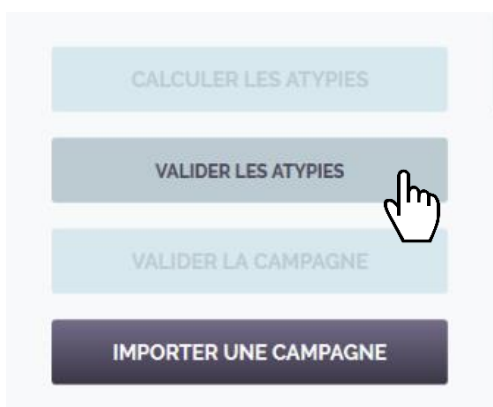 CALCULER LES ATYPIES
VALIDER LES ATYPIES
VALIDER LA CAMPAGNE
IMPORTER UNE CAMPAGNE